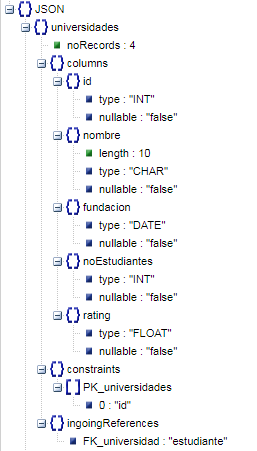 JSON
universidades
noRecords : 4
columns
id
type : "INT"
nullable : "false"
nombre
length : 10
type : "CHAR"
nullable : "false"
fundacion
type : "DATE"
nullable : "false"
noEstudiantes
type : "INT"
nullable : "false"
rating
type : "FLOAT"
nullable : "false"
constraints
PK_universidades
0 : "id"
ingoingReferences
FK_universidad : "estudiante"